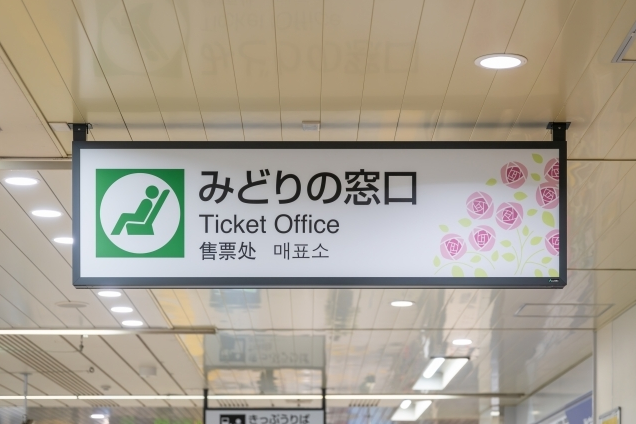 みどりの窓口
Ticket Office
售票处 매표소
きっぷうりば